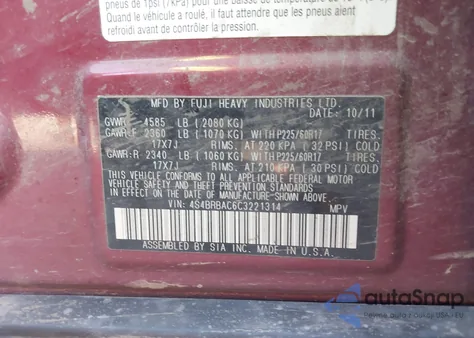 pneus de 1psi (7kPa) pour une baisse de température
Quand le véhicule a roulé, il faut attendre que les pneus aient
refroidi avant de contrôler la pression.
MFD BY FUJI HEAVY INDUSTRIES LTD.
DATE: 10/11
GVWR 4585 LB (2080 KG)
GAWR:F 2360 LB (1070 KG) WITH P225/60R17 TIRES.
17X7J RIMS. AT 220 KPA (32 PSI) COLD
GAWR:R 2340 LB (1060 KG) WITH P225/60R17 TIRES.
17X7J RIMS. AT 210 KPA (30 PSI) COLD
THIS VEHICLE CONFORMS TO ALL APPLICABLE FEDERAL MOTOR
VEHICLE SAFETY, BUMPER, AND THEFT PREVENTION STANDARDS
IN EFFECT ON THE DATE OF MANUFACTURE SHOWN ABOVE.
VIN: 4S4BRBAC6C3221314 MPV
ASSEMBLED BY SIA INC. MADE IN U.S.A.
autoSnap